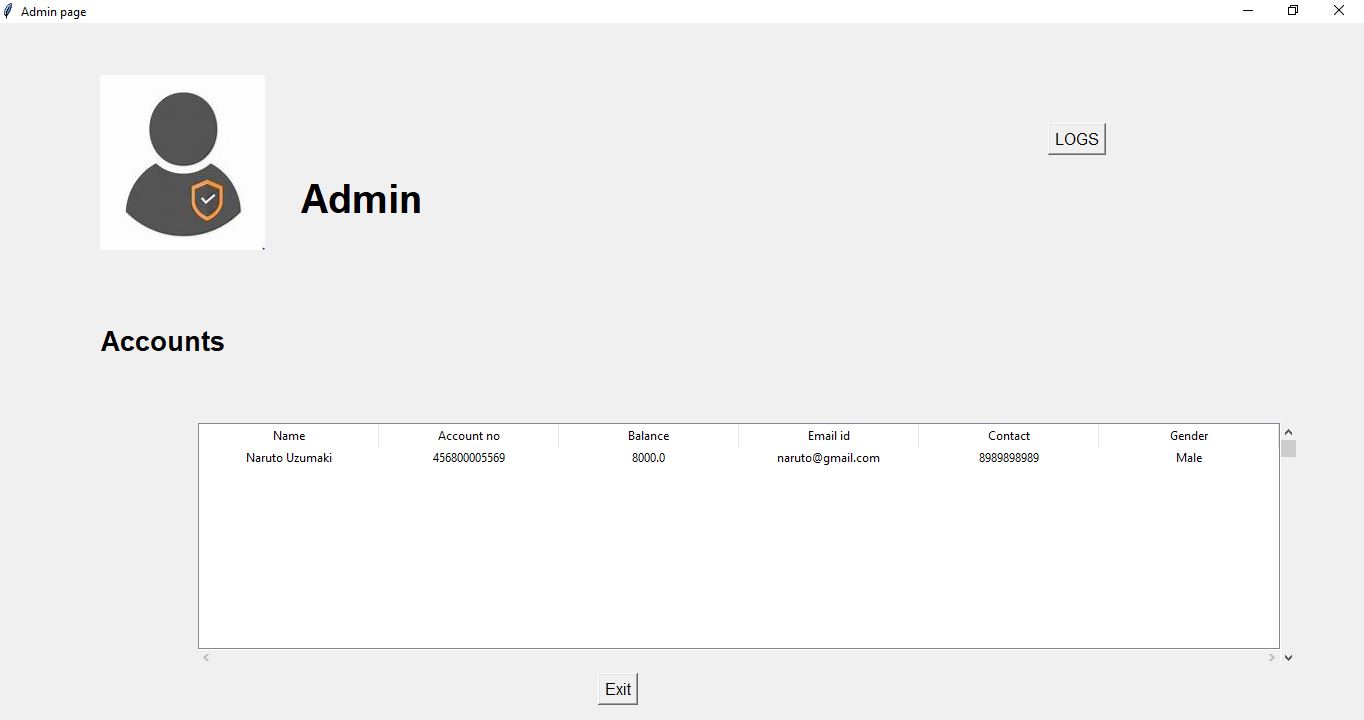 Admin page
LOGS
Admin
Accounts
Name Account no Balance Email id Contact Gender
Naruto Uzumaki 456800005569 8000.0 naruto@gmail.com 8989898989 Male
Exit